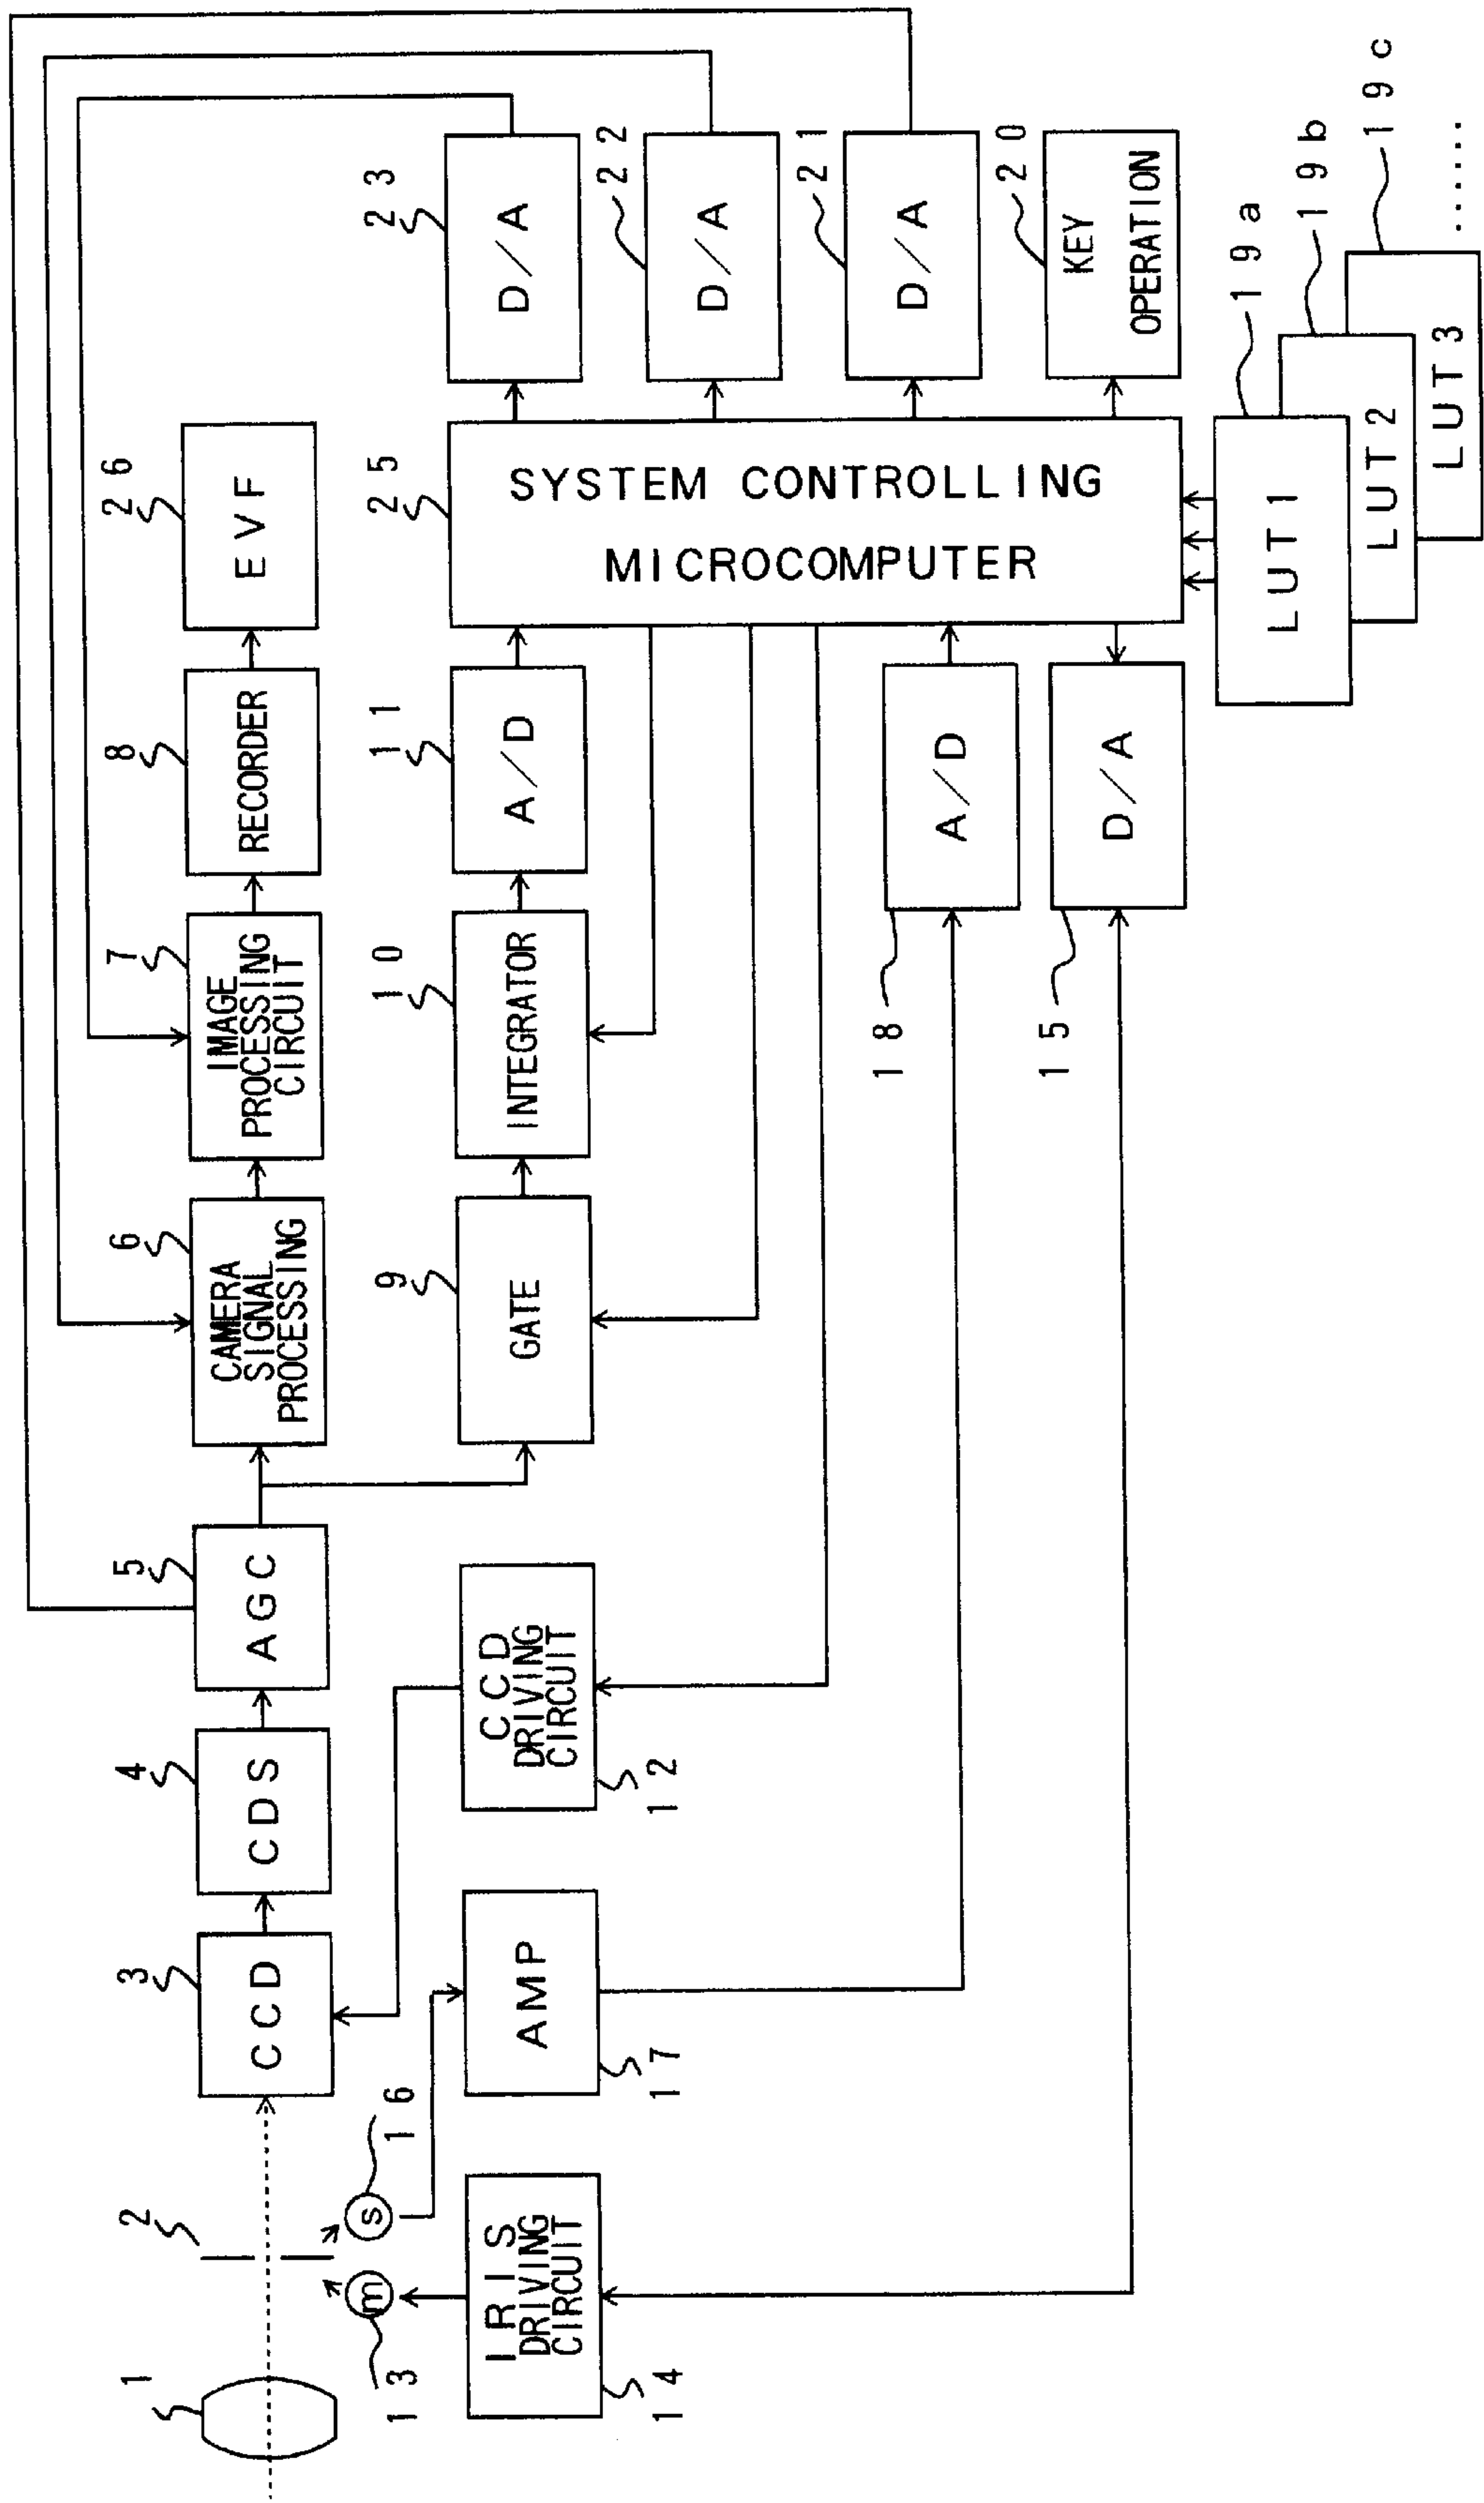 1
2
3
CCD
4
CDS
5
AGC
6
CAMERA
SIGNAL
PROCESSING
7
IMAGE
PROCESSING
CIRCUIT
8
RECORDER
26
EVF
13
m
16
s
14
IRIS
DRIVING
CIRCUIT
17
AMP
12
CCD
DRIVING
CIRCUIT
9
GATE
10
INTEGRATOR
11
A/D
25
SYSTEM CONTROLLING
MICROCOMPUTER
23
D/A
22
D/A
21
D/A
20
KEY
OPERATION
18
A/D
15
D/A
19a
LUT1
19b
LUT2
19c
LUT3
......